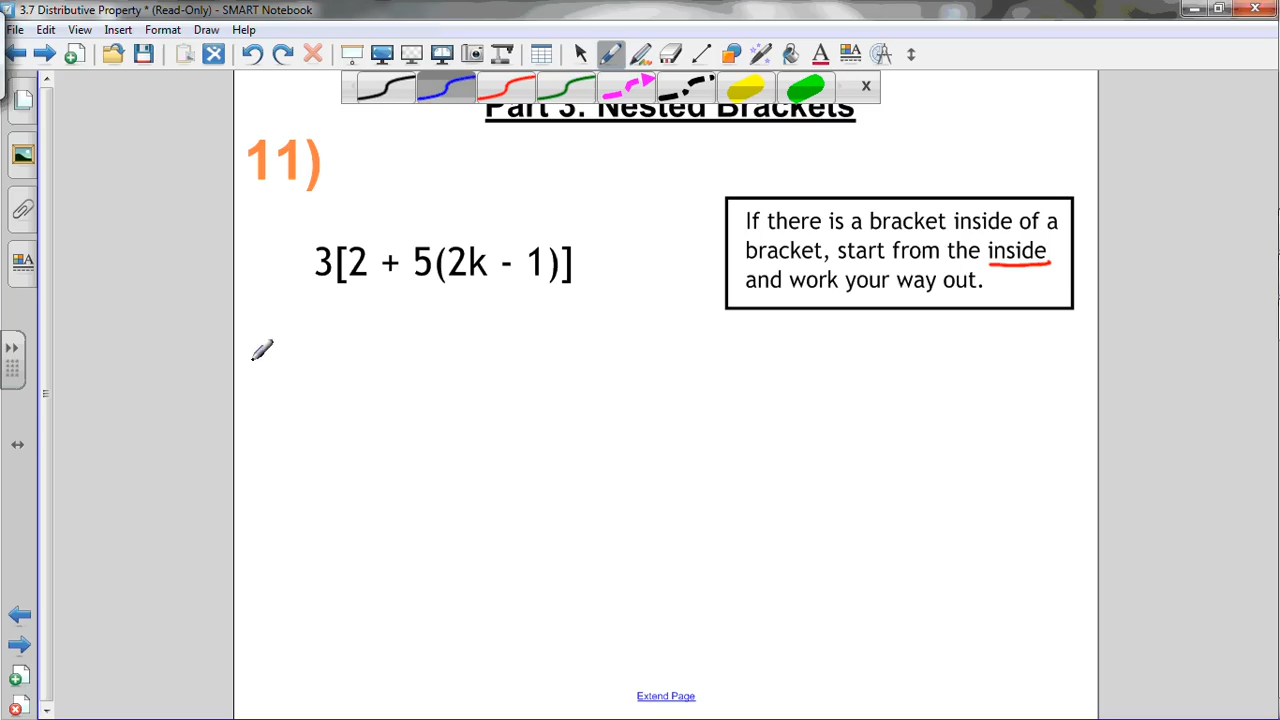 3.7 Distributive Property * (Read-Only) - SMART Notebook
File Edit View Insert Format Draw Help
x
Part 3: Nested Brackets
11)
3[2 + 5(2k - 1)]
If there is a bracket inside of a
bracket, start from the inside
and work your way out.
Extend Page